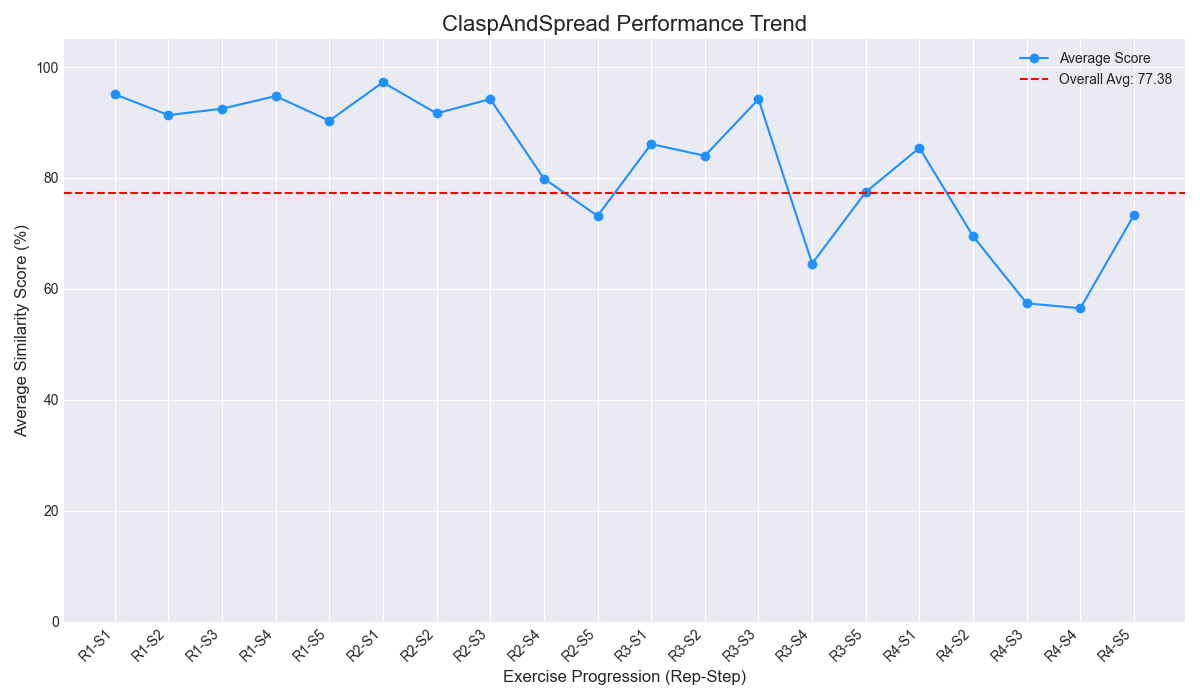 ClaspAndSpread Performance Trend
Average Score
Overall Avg: 77.38
Average Similarity Score (%)
100
80
60
40
20
0
R1-S1 R1-S2 R1-S3 R1-S4 R1-S5 R2-S1 R2-S2 R2-S3 R2-S4 R2-S5 R3-S1 R3-S2 R3-S3 R3-S4 R3-S5 R4-S1 R4-S2 R4-S3 R4-S4 R4-S5
Exercise Progression (Rep-Step)